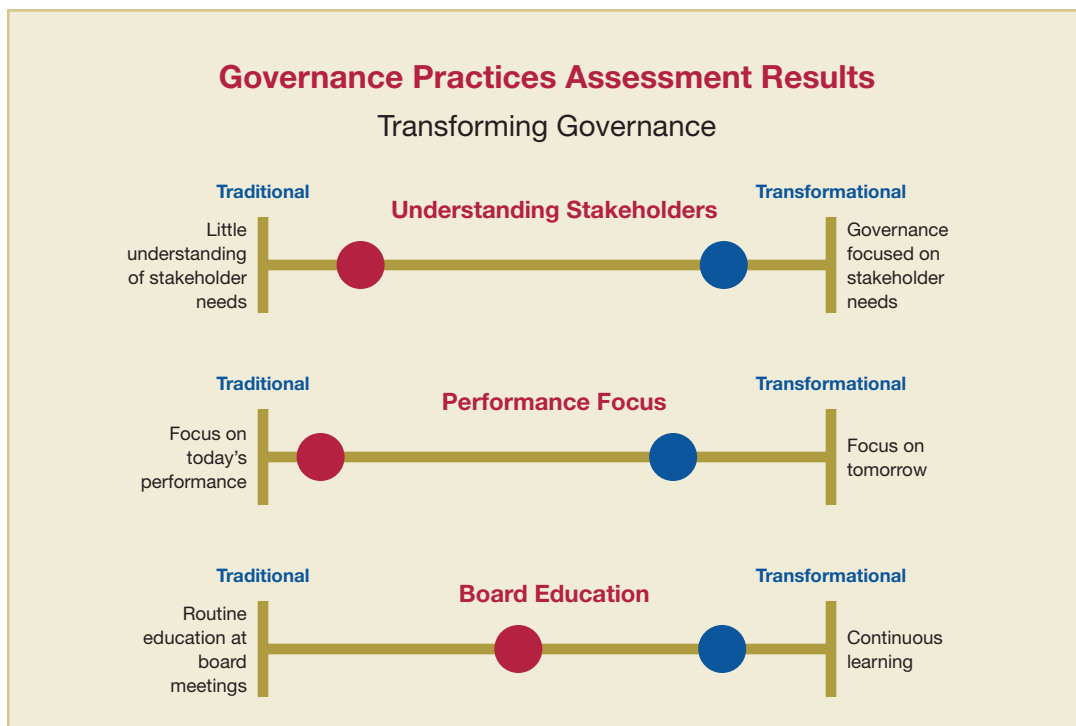 Governance Practices Assessment Results
Transforming Governance
Traditional
Transformational
Understanding Stakeholders
Little
understanding
of stakeholder
needs
Governance
focused on
stakeholder
needs
Traditional
Transformational
Performance Focus
Focus on
today’s
performance
Focus on
tomorrow
Traditional
Transformational
Board Education
Routine
education at
board
meetings
Continuous
learning